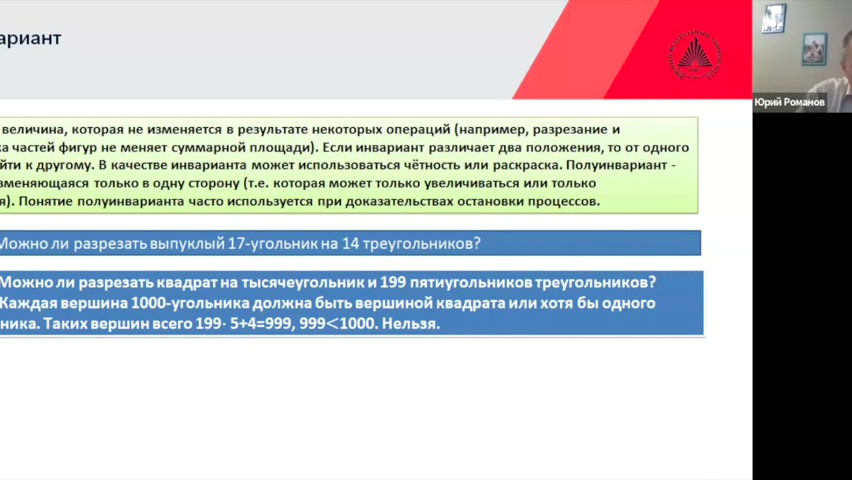 ариант
Юрий Романов
величина, которая не изменяется в результате некоторых операций (например, разрезание и
ка частей фигур не меняет суммарной площади). Если инвариант различает два положения, то от одного
йти к другому. В качестве инварианта может использоваться чётность или раскраска. Полуинвариант -
зменяющаяся только в одну сторону (т.е. которая может только увеличиваться или только
я). Понятие полуинварианта часто используется при доказательствах остановки процессов.
Можно ли разрезать выпуклый 17-угольник на 14 треугольников?
Можно ли разрезать квадрат на тысячеугольник и 199 пятиугольников треугольников?
Каждая вершина 1000-угольника должна быть вершиной квадрата или хотя бы одного
ника. Таких вершин всего 199· 5+4=999, 999<1000. Нельзя.